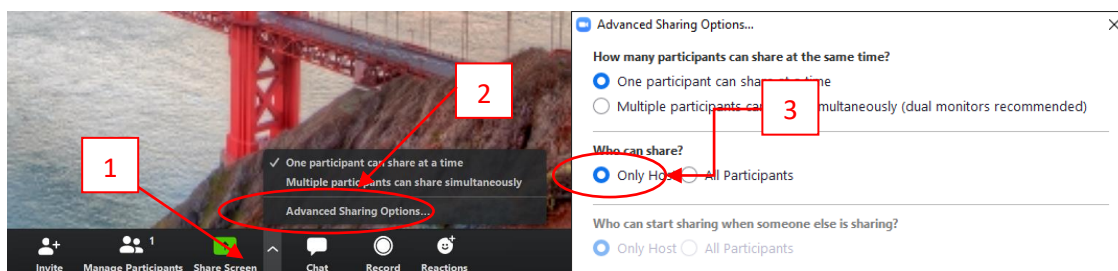 1
2
✓ One participant can share at a time
Multiple participants can share simultaneously
Advanced Sharing Options...
1
Invite
Manage Participants
Share Screen
Chat
Record
Reactions
Advanced Sharing Options...
How many participants can share at the same time?
One participant can share at a time
Multiple participants can simultaneously (dual monitors recommended)
3
Who can share?
Only Host All Participants
Who can start sharing when someone else is sharing?
Only Host All Participants